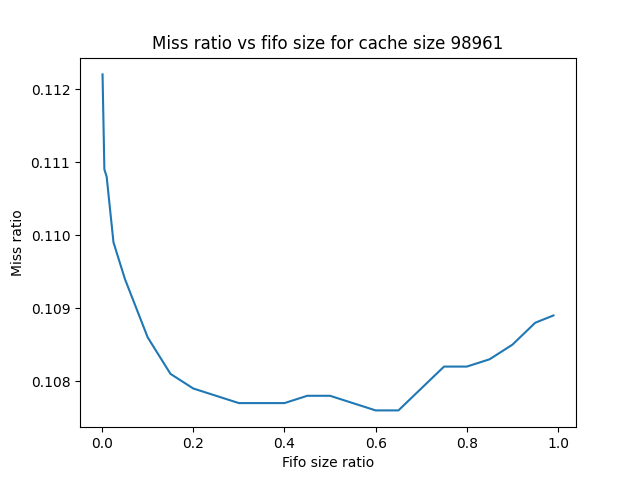 Miss ratio vs fifo size for cache size 98961
0.112
0.111
0.110
0.109
0.108
Miss ratio
0.0 0.2 0.4 0.6 0.8 1.0
Fifo size ratio